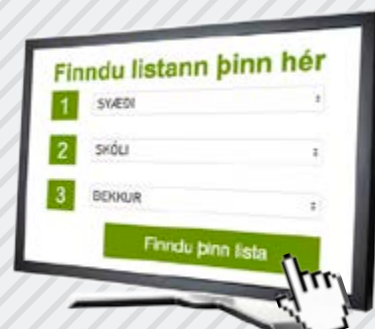 Finndu listann þinn hér
1 SVÆÐI
2 SKÓLI
3 BEKKUR
Finndu þinn lista